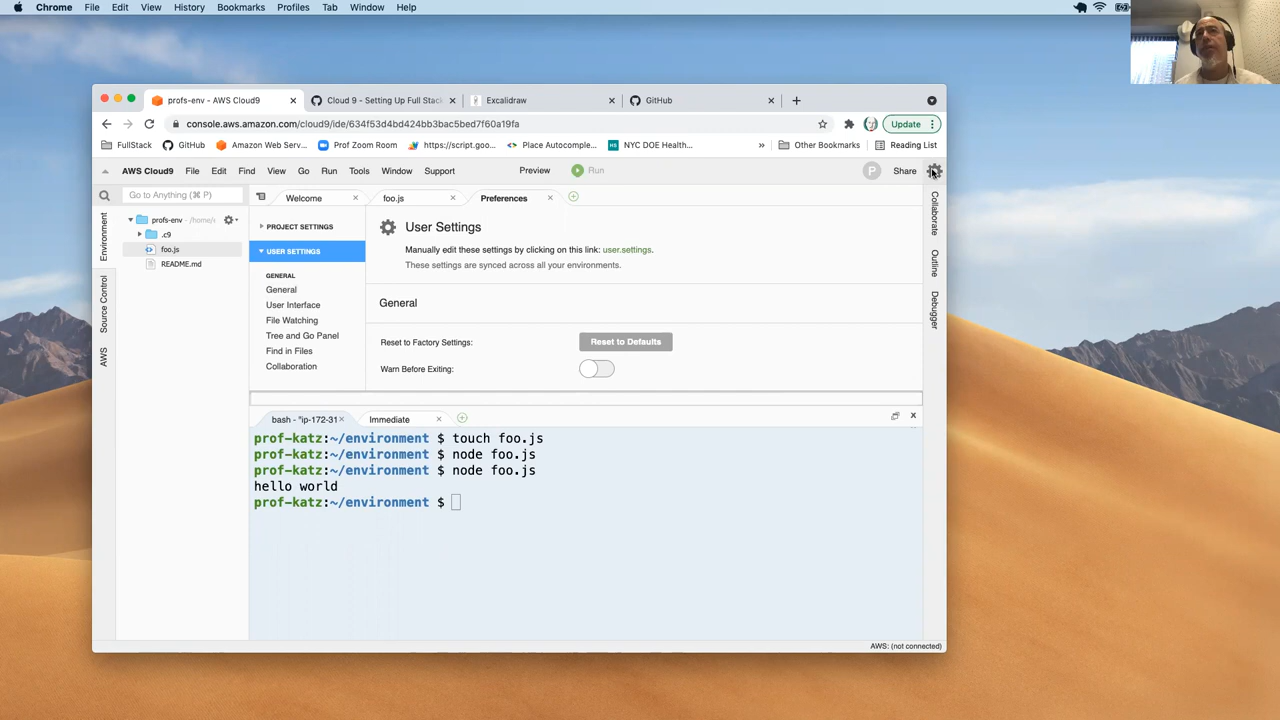 Chrome File Edit View History Bookmarks Profiles Tab Window Help
profs-env - AWS Cloud9 Cloud 9 - Setting Up Full Stack Excalidraw GitHub
console.aws.amazon.com/cloud9/ide/634f53d4bd424bb3bac5bed7f60a19fa Update
FullStack GitHub Amazon Web Serv... Prof Zoom Room https://script.goo... Place Autocomple... NYC DOE Health... » Other Bookmarks Reading List
AWS Cloud9 File Edit Find View Go Run Tools Window Support Preview Run P Share
Go to Anything (⌘ P) Welcome foo.js Preferences
Environment
Source Control
AWS
profs-env - /home/e
.c9
foo.js
README.md
PROJECT SETTINGS
USER SETTINGS
GENERAL
General
User Interface
File Watching
Tree and Go Panel
Find in Files
Collaboration
User Settings
Manually edit these settings by clicking on this link: user.settings.
These settings are synced across all your environments.
General
Reset to Factory Settings: Reset to Defaults
Warn Before Exiting:
Collaborate
Outline
Debugger
bash - "ip-172-31 Immediate
prof-katz:~/environment $ touch foo.js
prof-katz:~/environment $ node foo.js
prof-katz:~/environment $ node foo.js
hello world
prof-katz:~/environment $
AWS: (not connected)